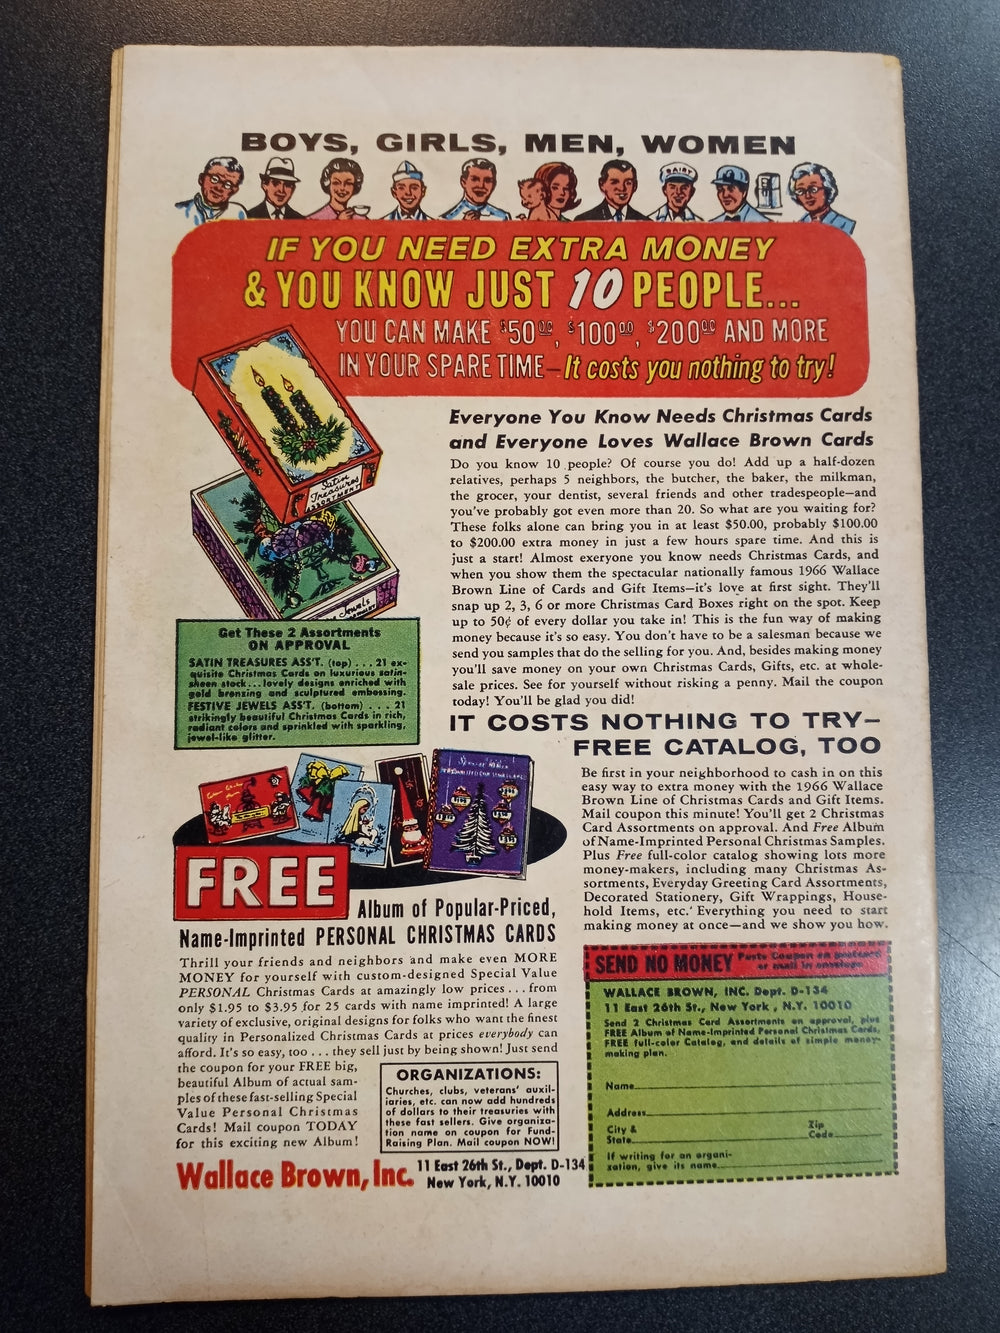 BOYS, GIRLS, MEN, WOMEN
DAIRY
IF YOU NEED EXTRA MONEY
& YOU KNOW JUST 10 PEOPLE...
YOU CAN MAKE $50.00, $100.00, $200.00 AND MORE
IN YOUR SPARE TIME—It costs you nothing to try!
Satin
Treasures
ASSORTMENT
Jewels
Everyone You Know Needs Christmas Cards
and Everyone Loves Wallace Brown Cards
Do you know 10 people? Of course you do! Add up a half-dozen
relatives, perhaps 5 neighbors, the butcher, the baker, the milkman,
the grocer, your dentist, several friends and other tradespeople—and
you've probably got even more than 20. So what are you waiting for?
These folks alone can bring you in at least $50.00, probably $100.00
to $200.00 extra money in just a few hours spare time. And this is
just a start! Almost exeryone you know needs Christmas Cards, and
when you show them the spectacular nationally famous 1966 Wallace
Brown Line of Cards and Gift Items—it's love at first sight. They'll
snap up 2, 3, 6 or more Christmas Card Boxes right on the spot. Keep
up to 50¢ of every dollar you take in! This is the fun way of making
money because it's so easy. You don't have to be a salesman because we
send you samples that do the selling for you. And, besides making money
you'll save money on your own Christmas Cards, Gifts, etc. at whole-
sale prices. See for yourself without risking a penny. Mail the coupon
today! You'll be glad you did!
Get These 2 Assortments
ON APPROVAL
SATIN TREASURES ASS'T. (top) . . . 21 ex-
quisite Christmas Cards on luxurious satin-
sheen stock . . . lovely designs enriched with
gold bronzing and sculptured embossing.
FESTIVE JEWELS ASS'T. (bottom) . . . 21
strikingly beautiful Christmas Cards in rich,
radiant colors and sprinkled with sparkling,
jewel-like glitter.
IT COSTS NOTHING TO TRY—
FREE CATALOG, TOO
Be first in your neighborhood to cash in on this
easy way to extra money with the 1966 Wallace
Brown Line of Christmas Cards and Gift Items.
Mail coupon this minute! You'll get 2 Christmas
Card Assortments on approval. And Free Album
of Name-Imprinted Personal Christmas Samples.
Plus Free full-color catalog showing lots more
money-makers, including many Christmas As-
sortments, Everyday Greeting Card Assortments,
Decorated Stationery, Gift Wrappings, House-
hold Items, etc. Everything you need to start
making money at once—and we show you how.
FREE
Album of Popular-Priced,
Name-Imprinted PERSONAL CHRISTMAS CARDS
Thrill your friends and neighbors and make even MORE
MONEY for yourself with custom-designed Special Value
PERSONAL Christmas Cards at amazingly low prices . . . from
only $1.95 to $3.95 for 25 cards with name imprinted! A large
variety of exclusive, original designs for folks who want the finest
quality in Personalized Christmas Cards at prices everybody can
afford. It's so easy, too . . . they sell just by being shown! Just send
the coupon for your FREE big,
beautiful Album of actual sam-
ples of these fast-selling Special
Value Personal Christmas
Cards! Mail coupon TODAY
for this exciting new Album!
ORGANIZATIONS:
Churches, clubs, veterans' auxil-
iaries, etc. can now add hundreds
of dollars to their treasuries with
these fast sellers. Give organiza-
tion name on coupon for Fund-
Raising Plan. Mail coupon NOW!
Wallace Brown, Inc. 11 East 26th St., Dept. D-134
New York, N.Y. 10010
SEND NO MONEY Paste Coupon on postcard
or mail in envelope
WALLACE BROWN, INC. Dept. D-134
11 East 26th St., New York, N.Y. 10010
Send 2 Christmas Card Assortments on approval, plus
FREE Album of Name-Imprinted Personal Christmas Cards,
FREE full-color Catalog, and details of simple money-
making plan.
Name
Address
City &
State
Zip
Code
If writing for an organi-
zation, give its name